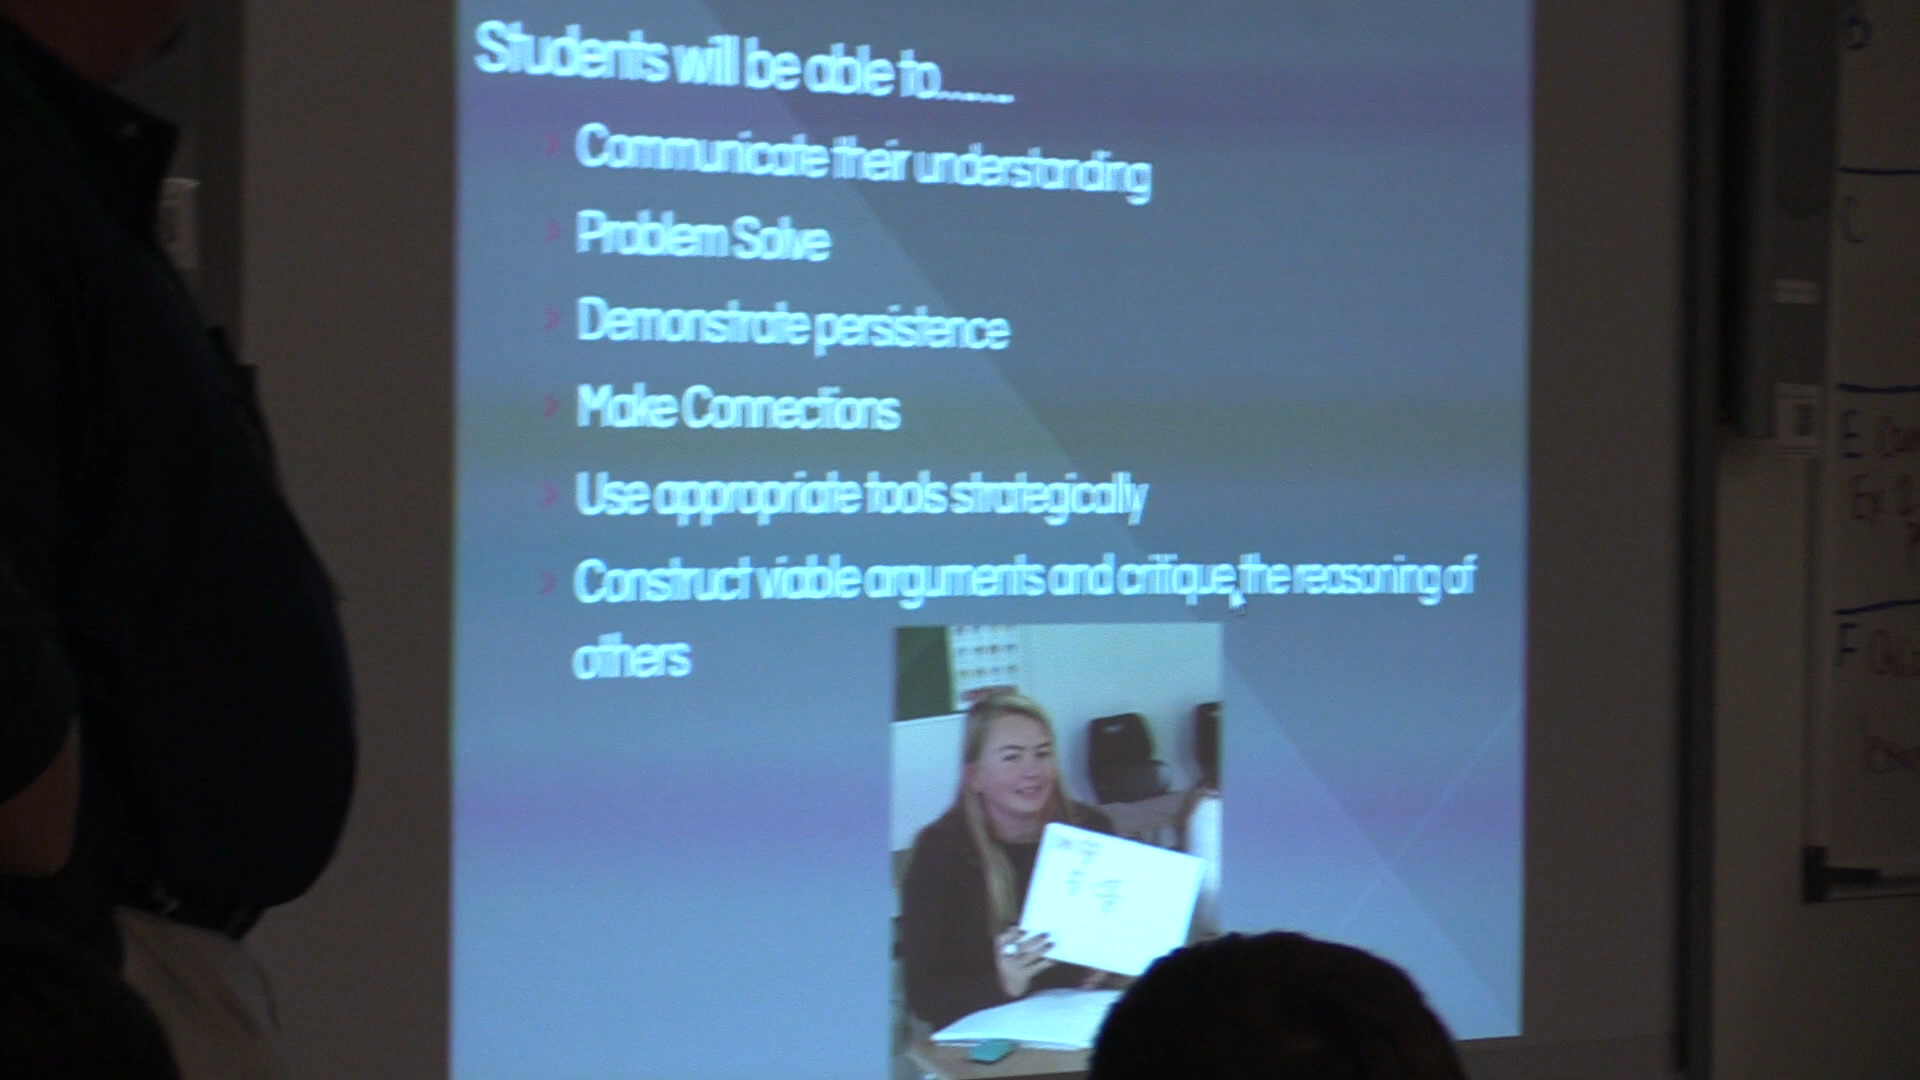 Students will be able to.......
Communicate their understanding
Problem Solve
Demonstrate persistence
Make Connections
Use appropriate tools strategically
Construct viable arguments and critique the reasoning of
others
B
C
E
Ex
F